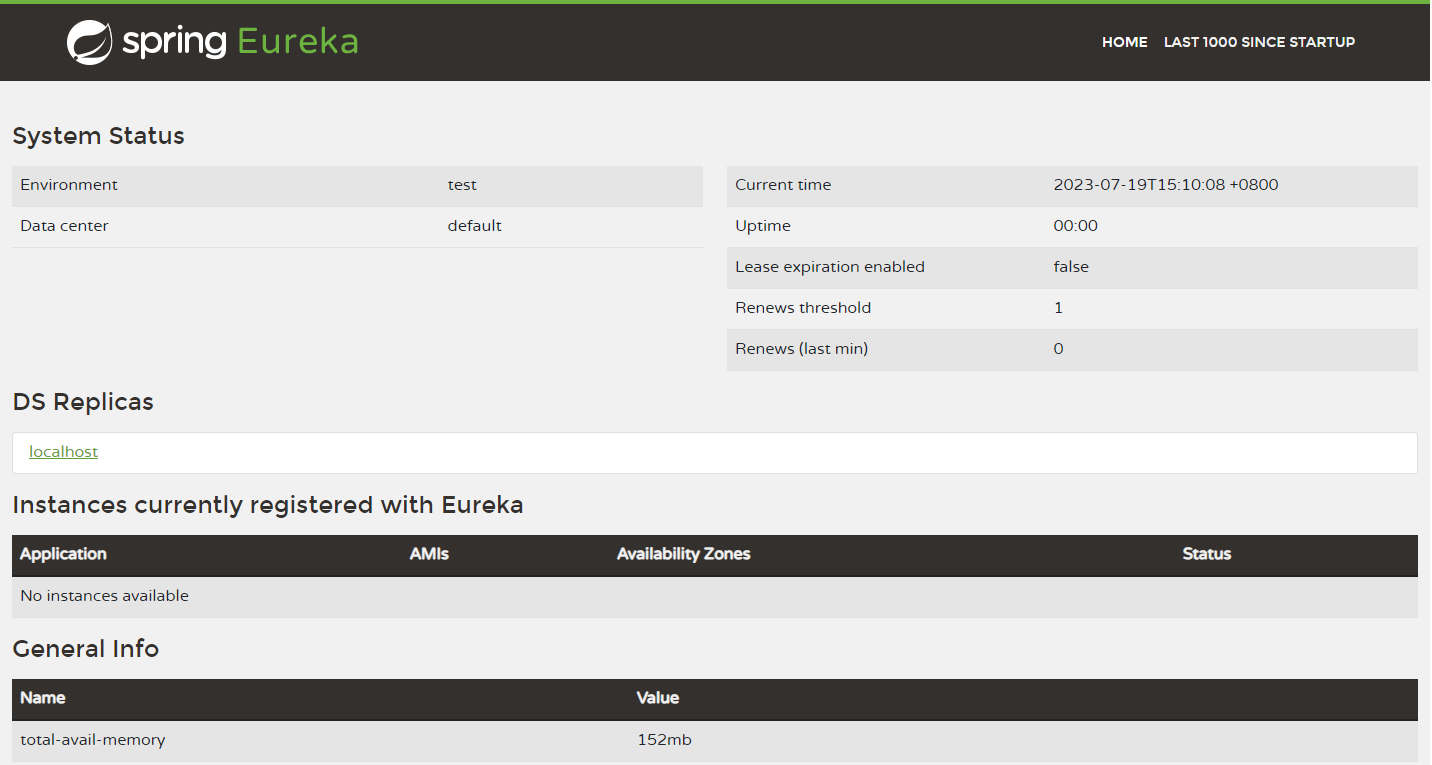 spring Eureka
HOME LAST 1000 SINCE STARTUP
System Status
Environment test
Data center default
Current time 2023-07-19T15:10:08 +0800
Uptime 00:00
Lease expiration enabled false
Renews threshold 1
Renews (last min) 0
DS Replicas
localhost
Instances currently registered with Eureka
Application AMIs Availability Zones Status
No instances available
General Info
Name Value
total-avail-memory 152mb